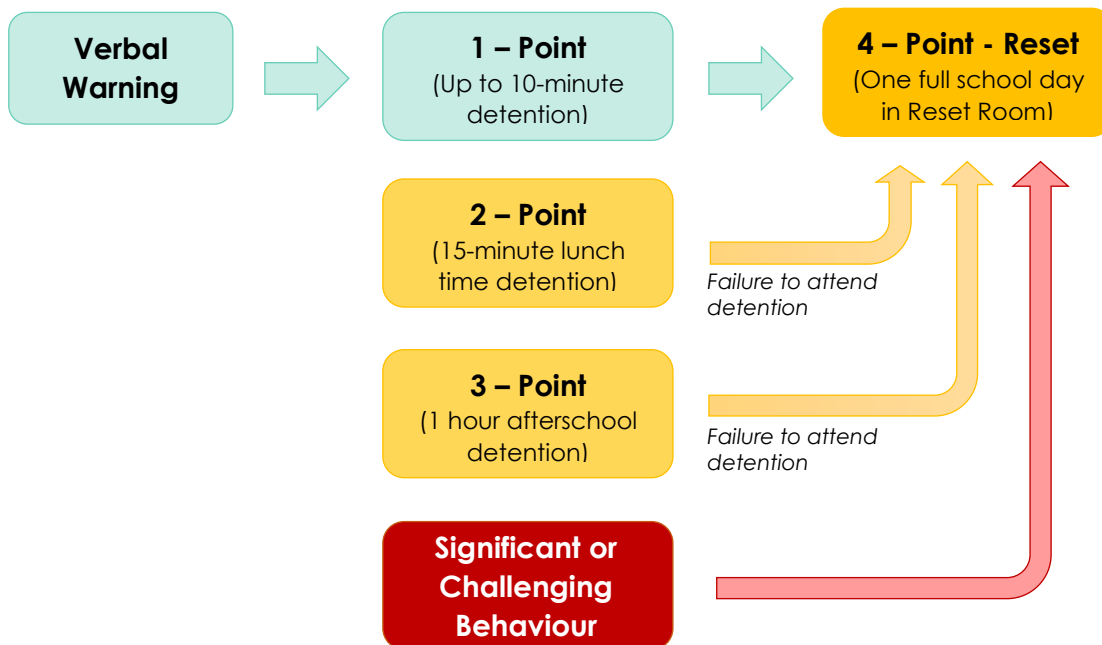 Verbal
Warning
1 – Point
(Up to 10-minute
detention)
4 – Point - Reset
(One full school day
in Reset Room)
2 – Point
(15-minute lunch
time detention)
Failure to attend
detention
3 – Point
(1 hour afterschool
detention)
Failure to attend
detention
Significant or
Challenging
Behaviour